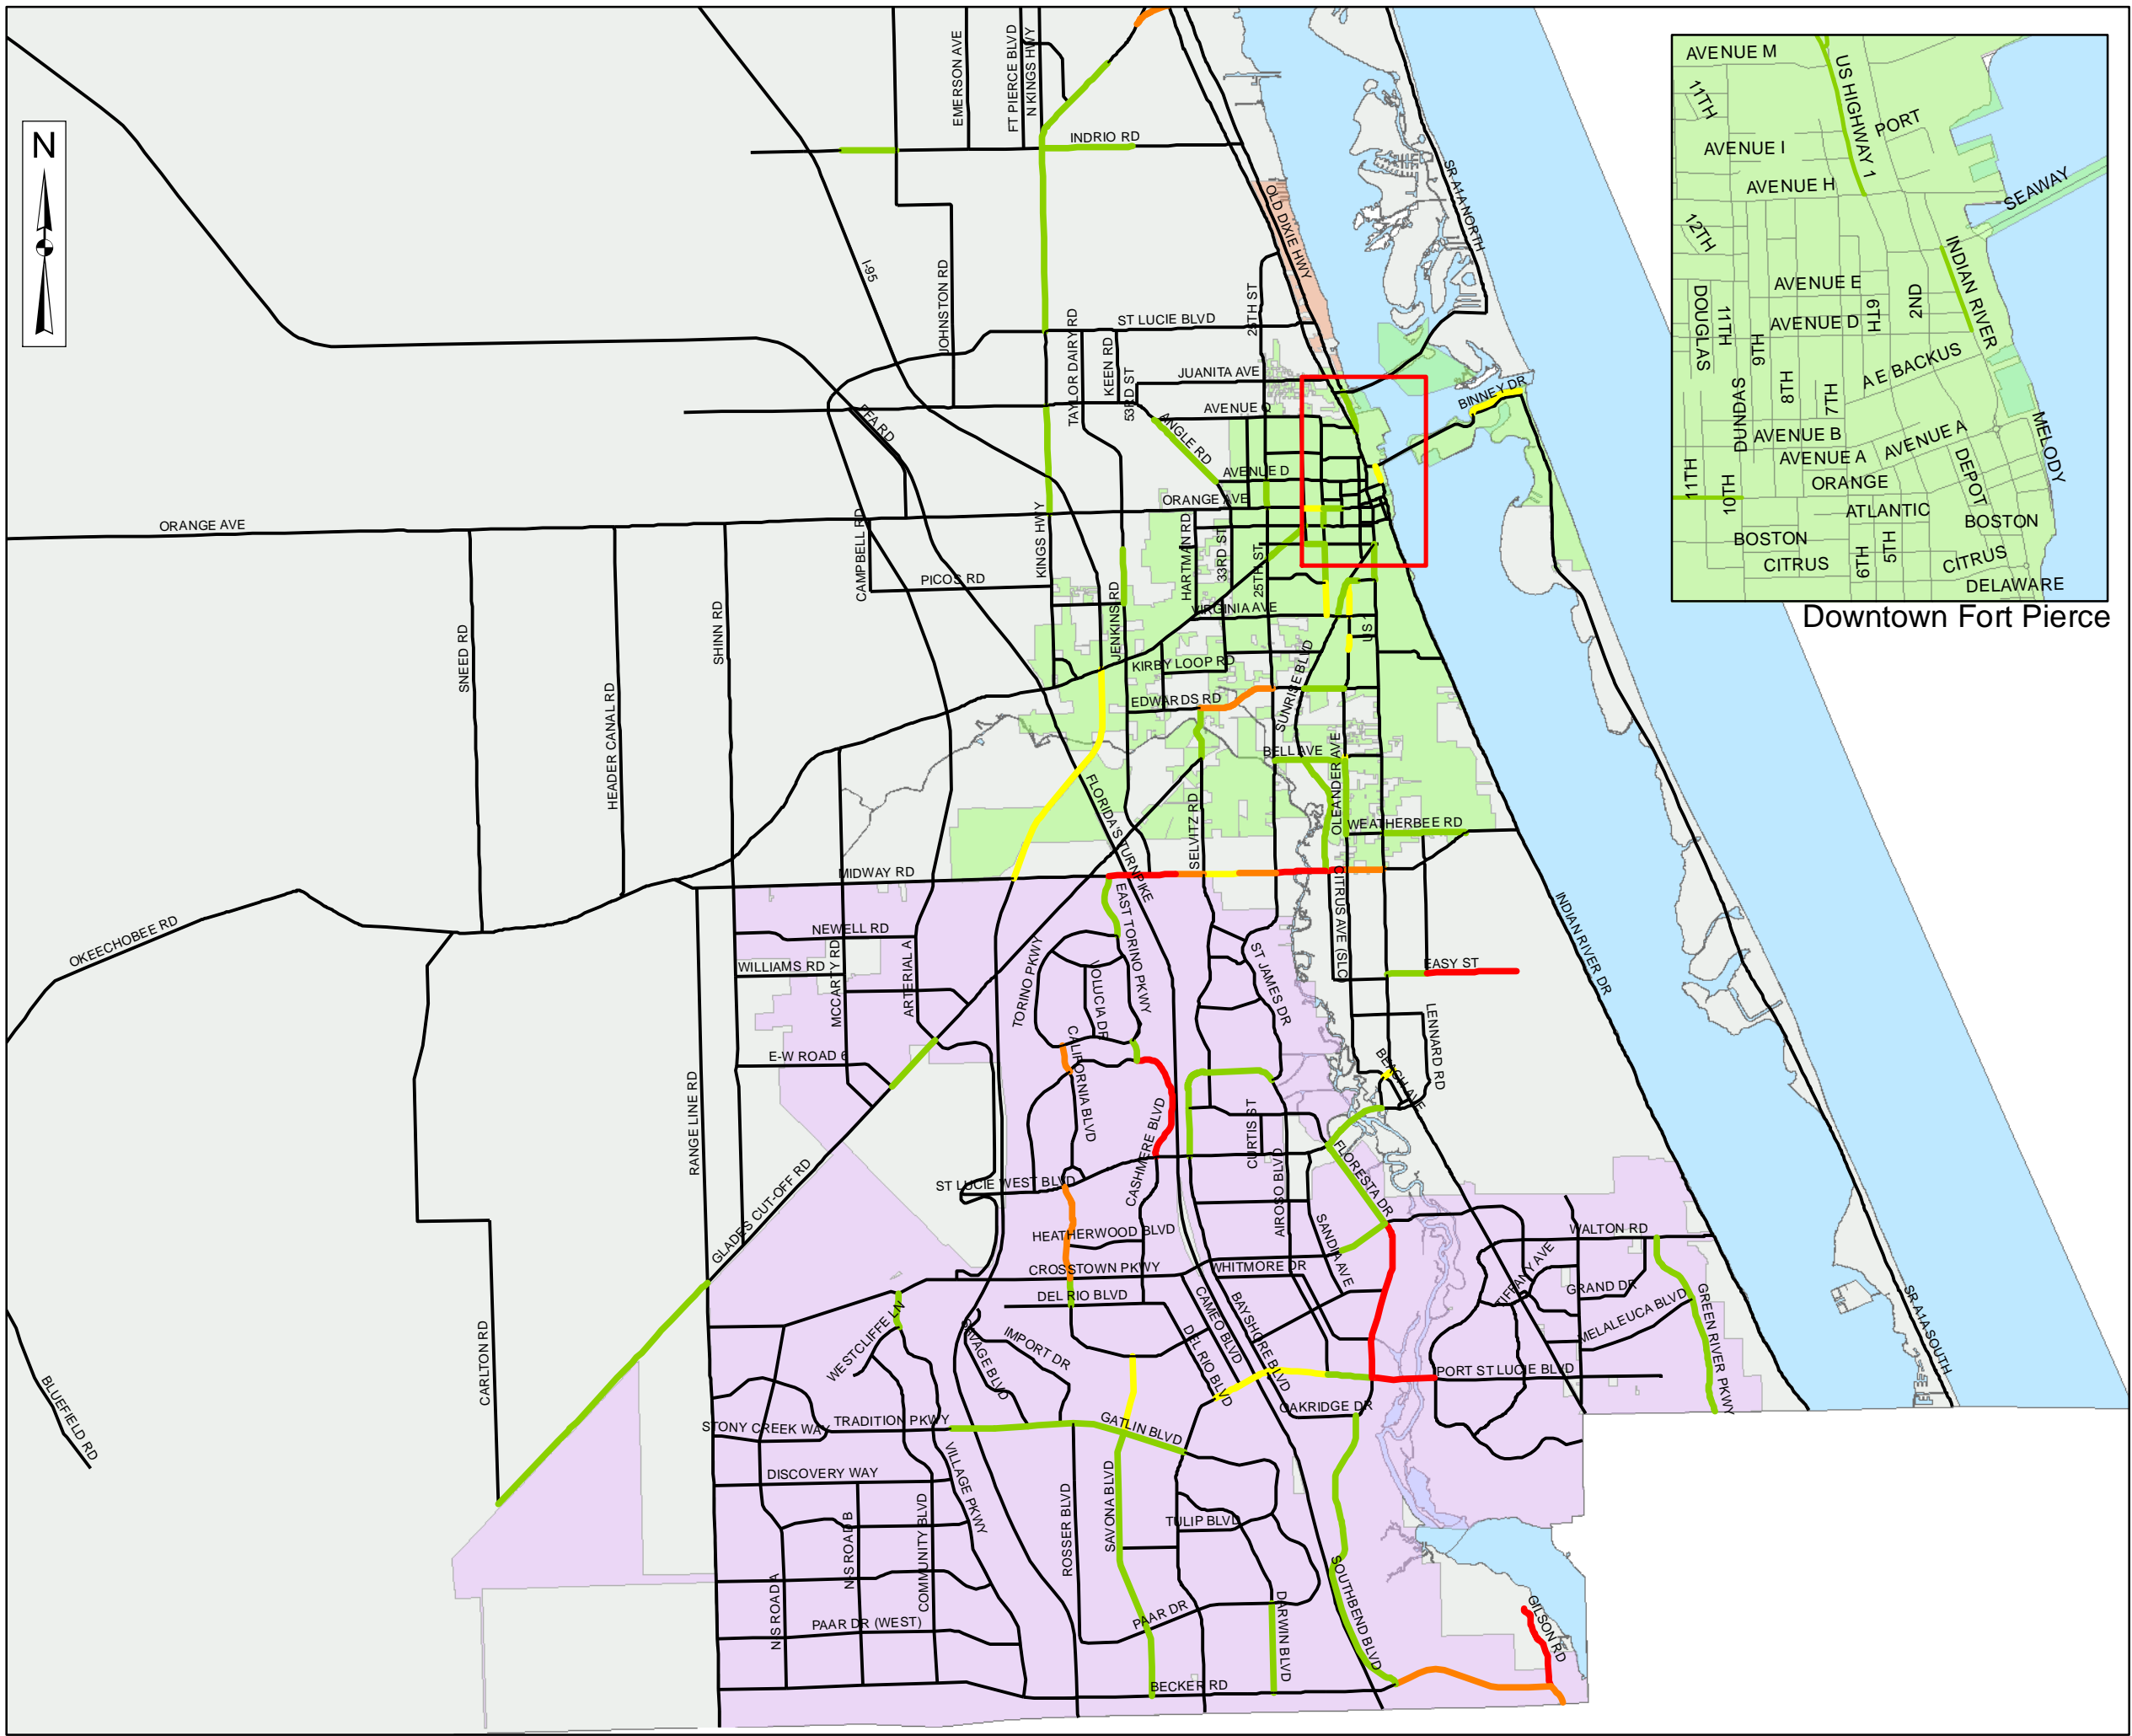 N
EMERSON AVE
FT PIERCE BLVD
N KINGS HWY
INDRIO RD
OLD DIXIE HWY
SR A1A NORTH
I-95
JOHNSTON RD
TAYLOR DAIRY RD
ST LUCIE BLVD
25TH ST
KEEN RD
53RD ST
JUANITA AVE
AVENUE Q
ANGLE RD
BINNEY DR
FFA RD
AVENUE D
ORANGE AVE
ORANGE AVE
CAMPBELL RD
KINGS HWY
HARTMAN RD
33RD ST
25TH ST
PICOS RD
JENKINS RD
VIRGINIA AVE
US 1
SNEED RD
HEADER CANAL RD
SHINN RD
KIRBY LOOP RD
EDWARDS RD
SUNRISE BLVD
BELL AVE
OLEANDER AVE
WEATHERBEE RD
FLORIDA'S TURNPIKE
SELVITZ RD
MIDWAY RD
EAST TORINO PKWY
CITRUS AVE (SLC
INDIAN RIVER DR
OKEECHOBEE RD
NEWELL RD
WILLIAMS RD
MCCARTY RD
ARTERIAL A
TORINO PKWY
VOLUCIA DR
ST JAMES DR
EASY ST
LENNARD RD
BEACH AVE
E-W ROAD 6
CALIFORNIA BLVD
RANGE LINE RD
CASHMERE BLVD
CURTIS ST
AIROSO BLVD
FLORESTA DR
GLADES CUT-OFF RD
ST LUCIE WEST BLVD
HEATHERWOOD BLVD
SANDIA AVE
WALTON RD
CROSSTOWN PKWY
WHITMORE DR
TIFFANY AVE
GRAND DR
DEL RIO BLVD
CAMEO BLVD
BAYSHORE BLVD
MELALEUCA BLVD
GREEN RIVER PKWY
SR A1A SOUTH
WESTCLIFFE LN
SAVAGE BLVD
IMPORT DR
DEL RIO BLVD
PORT ST LUCIE BLVD
CARLTON RD
BLUEFIELD RD
OAKRIDGE DR
STONY CREEK WAY
TRADITION PKWY
GATLIN BLVD
DISCOVERY WAY
VILLAGE PKWY
ROSSER BLVD
SAVONA BLVD
TULIP BLVD
N-S ROAD B
COMMUNITY BLVD
SOUTHBEND BLVD
N-S ROAD A
PAAR DR (WEST)
PAAR DR
DARWIN BLVD
GILSON RD
BECKER RD
AVENUE M
US HIGHWAY 1
11TH
PORT
AVENUE I
AVENUE H
SEAWAY
12TH
INDIAN RIVER
AVENUE E
DOUGLAS
11TH
9TH
AVENUE D
6TH
2ND
A E BACKUS
DUNDAS
8TH
7TH
MELODY
AVENUE B
AVENUE A
AVENUE A
DEPOT
11TH
10TH
ORANGE
ATLANTIC
BOSTON
BOSTON
CITRUS
6TH
5TH
CITRUS
DELAWARE
Downtown Fort Pierce